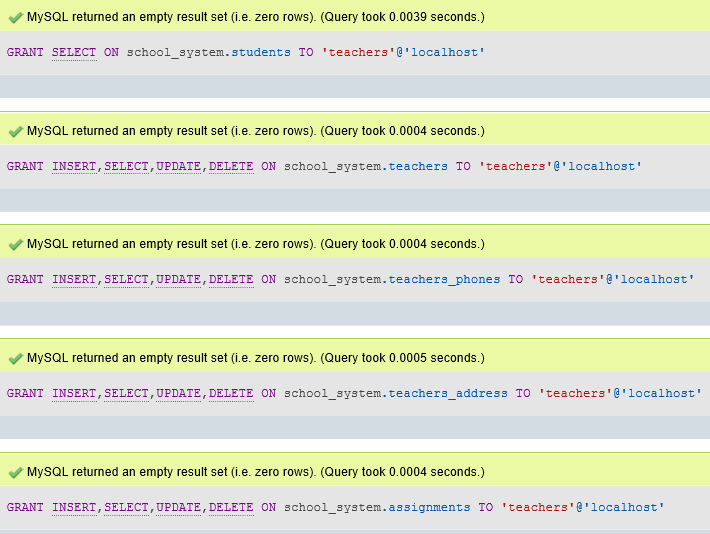 MySQL returned an empty result set (i.e. zero rows). (Query took 0.0039 seconds.)
GRANT SELECT ON school_system.students TO 'teachers'@'localhost'
MySQL returned an empty result set (i.e. zero rows). (Query took 0.0004 seconds.)
GRANT INSERT,SELECT,UPDATE,DELETE ON school_system.teachers TO 'teachers'@'localhost'
MySQL returned an empty result set (i.e. zero rows). (Query took 0.0004 seconds.)
GRANT INSERT,SELECT,UPDATE,DELETE ON school_system.teachers_phones TO 'teachers'@'localhost'
MySQL returned an empty result set (i.e. zero rows). (Query took 0.0005 seconds.)
GRANT INSERT,SELECT,UPDATE,DELETE ON school_system.teachers_address TO 'teachers'@'localhost'
MySQL returned an empty result set (i.e. zero rows). (Query took 0.0004 seconds.)
GRANT INSERT,SELECT,UPDATE,DELETE ON school_system.assignments TO 'teachers'@'localhost'